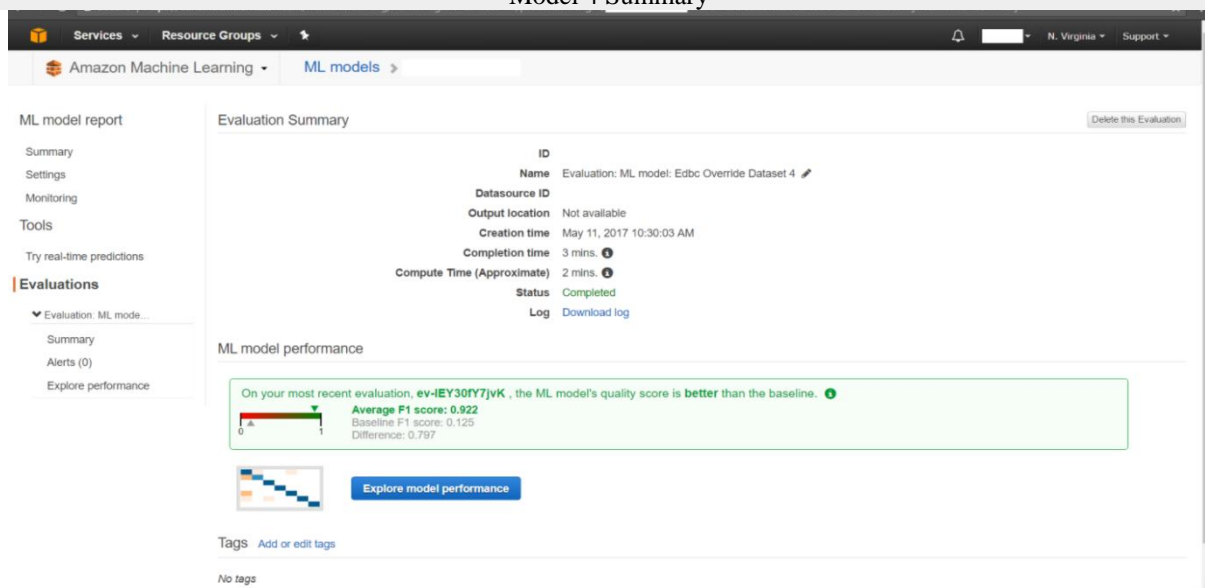 Model 4 Summary
Services Resource Groups N. Virginia Support
Amazon Machine Learning ML models >
ML model report
Summary
Settings
Monitoring
Tools
Try real-time predictions
Evaluations
Evaluation: ML mode...
Summary
Alerts (0)
Explore performance
Evaluation Summary
Delete this Evaluation
ID
Name Evaluation: ML model: Edbc Override Dataset 4
Datasource ID
Output location Not available
Creation time May 11, 2017 10:30:03 AM
Completion time 3 mins.
Compute Time (Approximate) 2 mins.
Status Completed
Log Download log
ML model performance
On your most recent evaluation, ev-IEY30fY7jvK , the ML model's quality score is better than the baseline.
Average F1 score: 0.922
Baseline F1 score: 0.125
Difference: 0.797
0 1
Explore model performance
Tags Add or edit tags
No tags